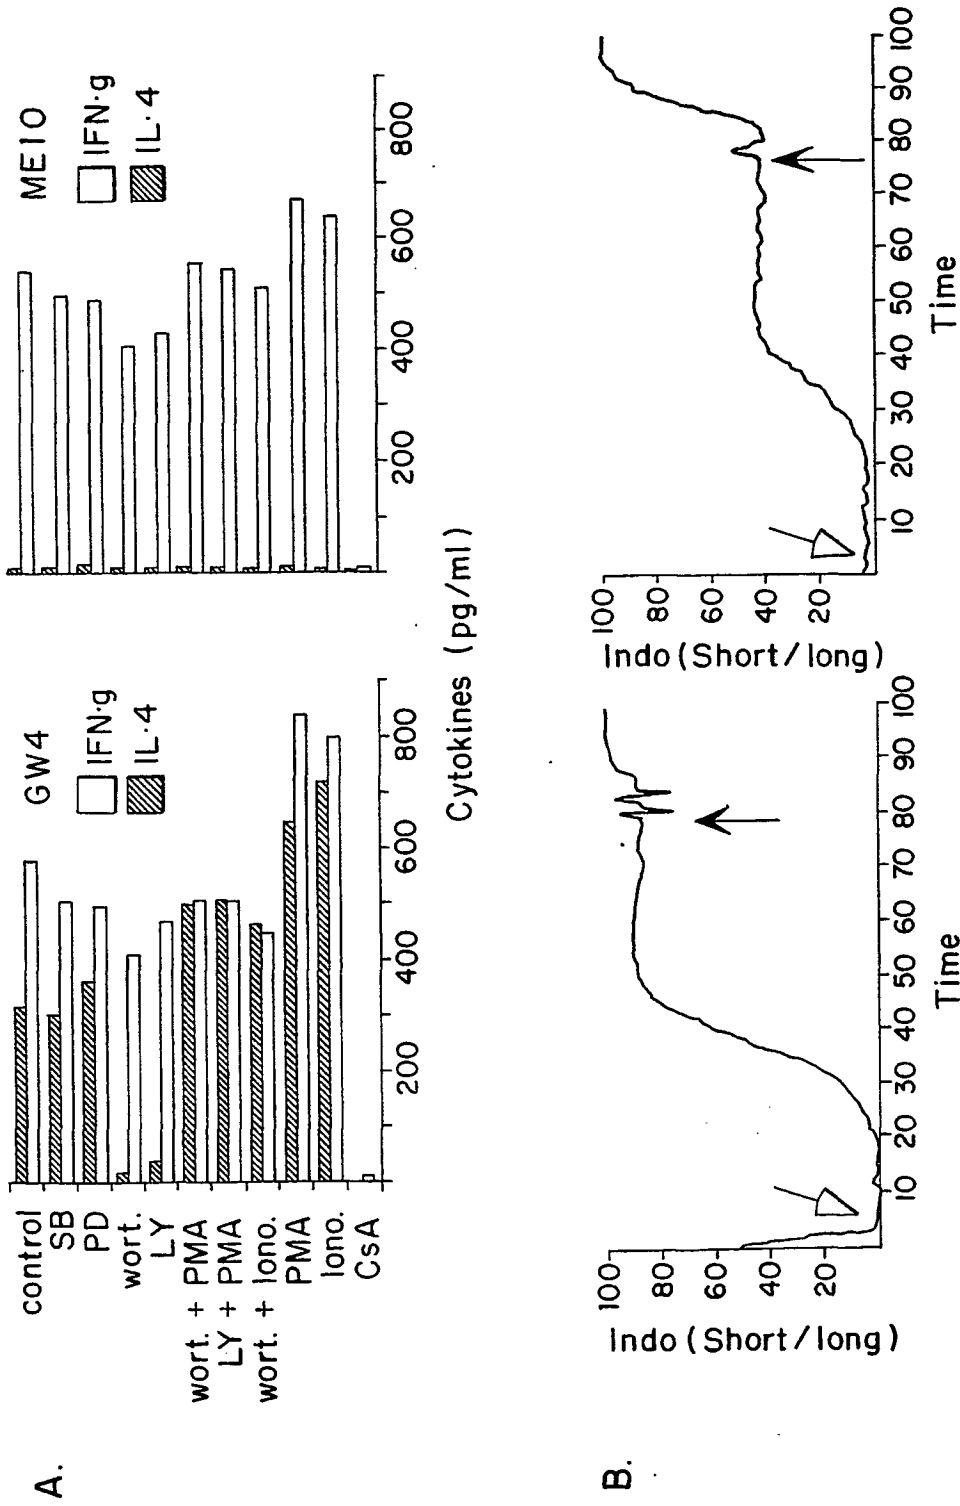 A.
GW4
IFN·g
IL·4
control
SB
PD
wort.
LY
wort. + PMA
LY + PMA
wort. + Iono.
PMA
Iono.
CsA
200 400 600 800
ME10
IFN·g
IL·4
200 400 600 800
Cytokines (pg/ml)
B.
Indo (Short/long)
100
80
60
40
20
10 20 30 40 50 60 70 80 90 100
Time
Indo (Short/long)
100
80
60
40
20
10 20 30 40 50 60 70 80 90 100
Time